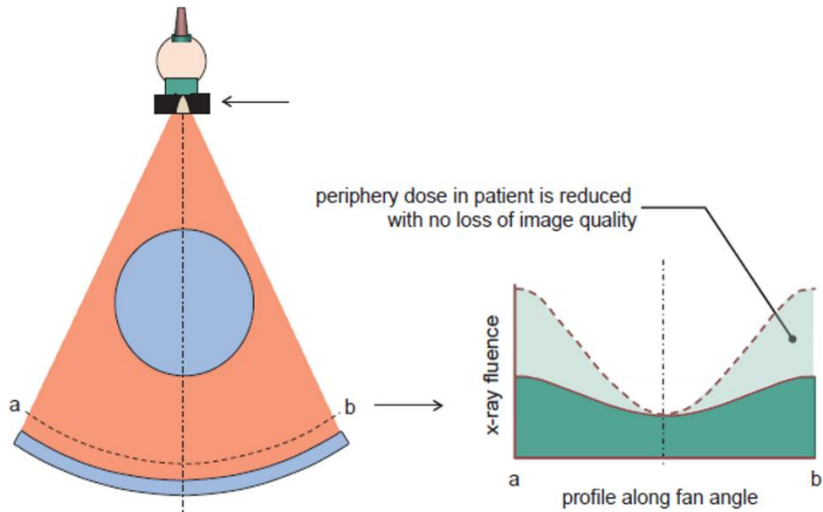 periphery dose in patient is reduced
with no loss of image quality
a
b
x-ray fluence
a
b
profile along fan angle